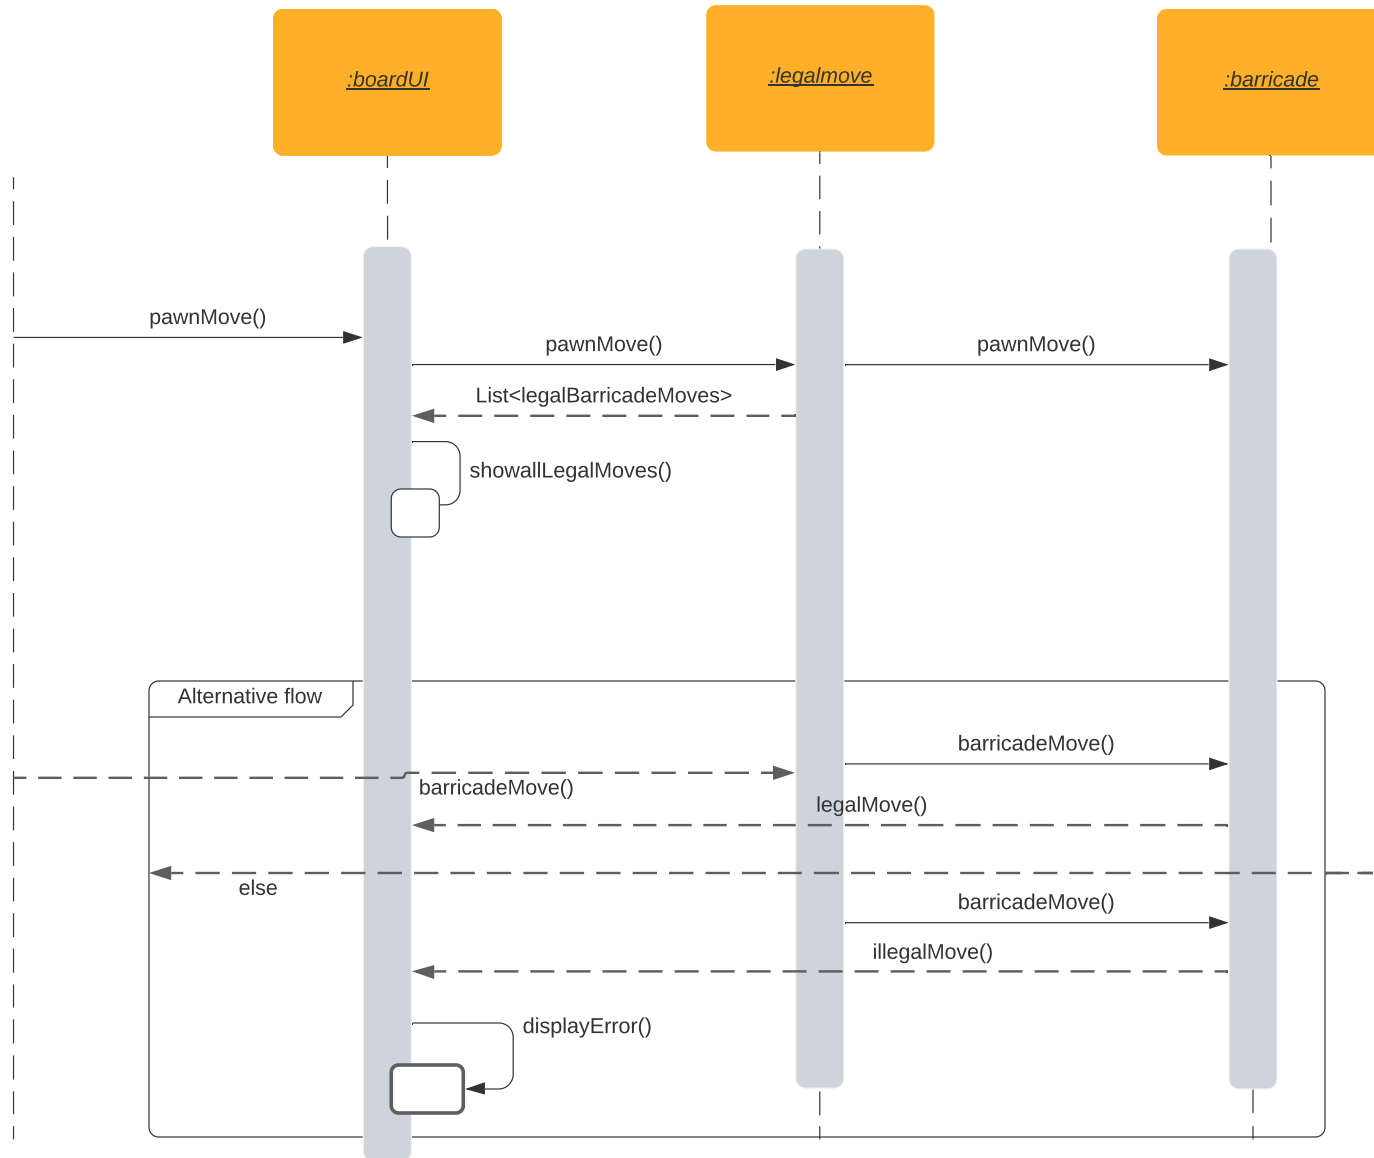 :boardUI
:legalmove
:barricade
pawnMove()
pawnMove()
pawnMove()
List<legalBarricadeMoves>
showallLegalMoves()
Alternative flow
barricadeMove()
barricadeMove()
legalMove()
else
barricadeMove()
illegalMove()
displayError()